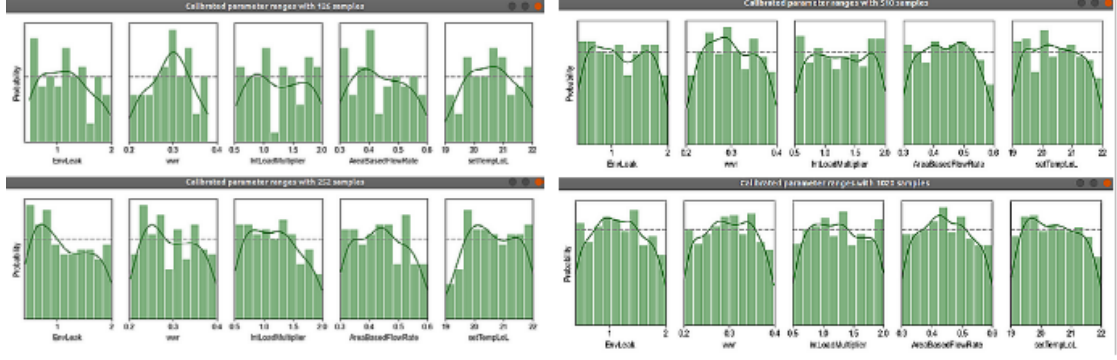 Calibrated parameter ranges with 126 samples
Probability
1 2 0.2 0.3 0.4 0.5 1.0 1.5 2.0 0.3 0.4 0.5 0.6 19 20 21 22
EnvLeak wwr IntLoadMultiplier AreaBasedFlowRate setTempLoL
Calibrated parameter ranges with 510 samples
Probability
1 2 0.2 0.3 0.4 0.5 1.0 1.5 2.0 0.3 0.4 0.5 0.6 19 20 21 22
EnvLeak wwr IntLoadMultiplier AreaBasedFlowRate setTempLoL
Calibrated parameter ranges with 252 samples
Probability
1 2 0.2 0.3 0.4 0.5 1.0 1.5 2.0 0.3 0.4 0.5 0.6 19 20 21 22
EnvLeak wwr IntLoadMultiplier AreaBasedFlowRate setTempLoL
Calibrated parameter ranges with samples
Probability
1 2 0.2 0.3 0.4 0.5 1.0 1.5 2.0 0.3 0.4 0.5 0.6 19 20 21 22
EnvLeak wwr IntLoadMultiplier AreaBasedFlowRate setTempLoL